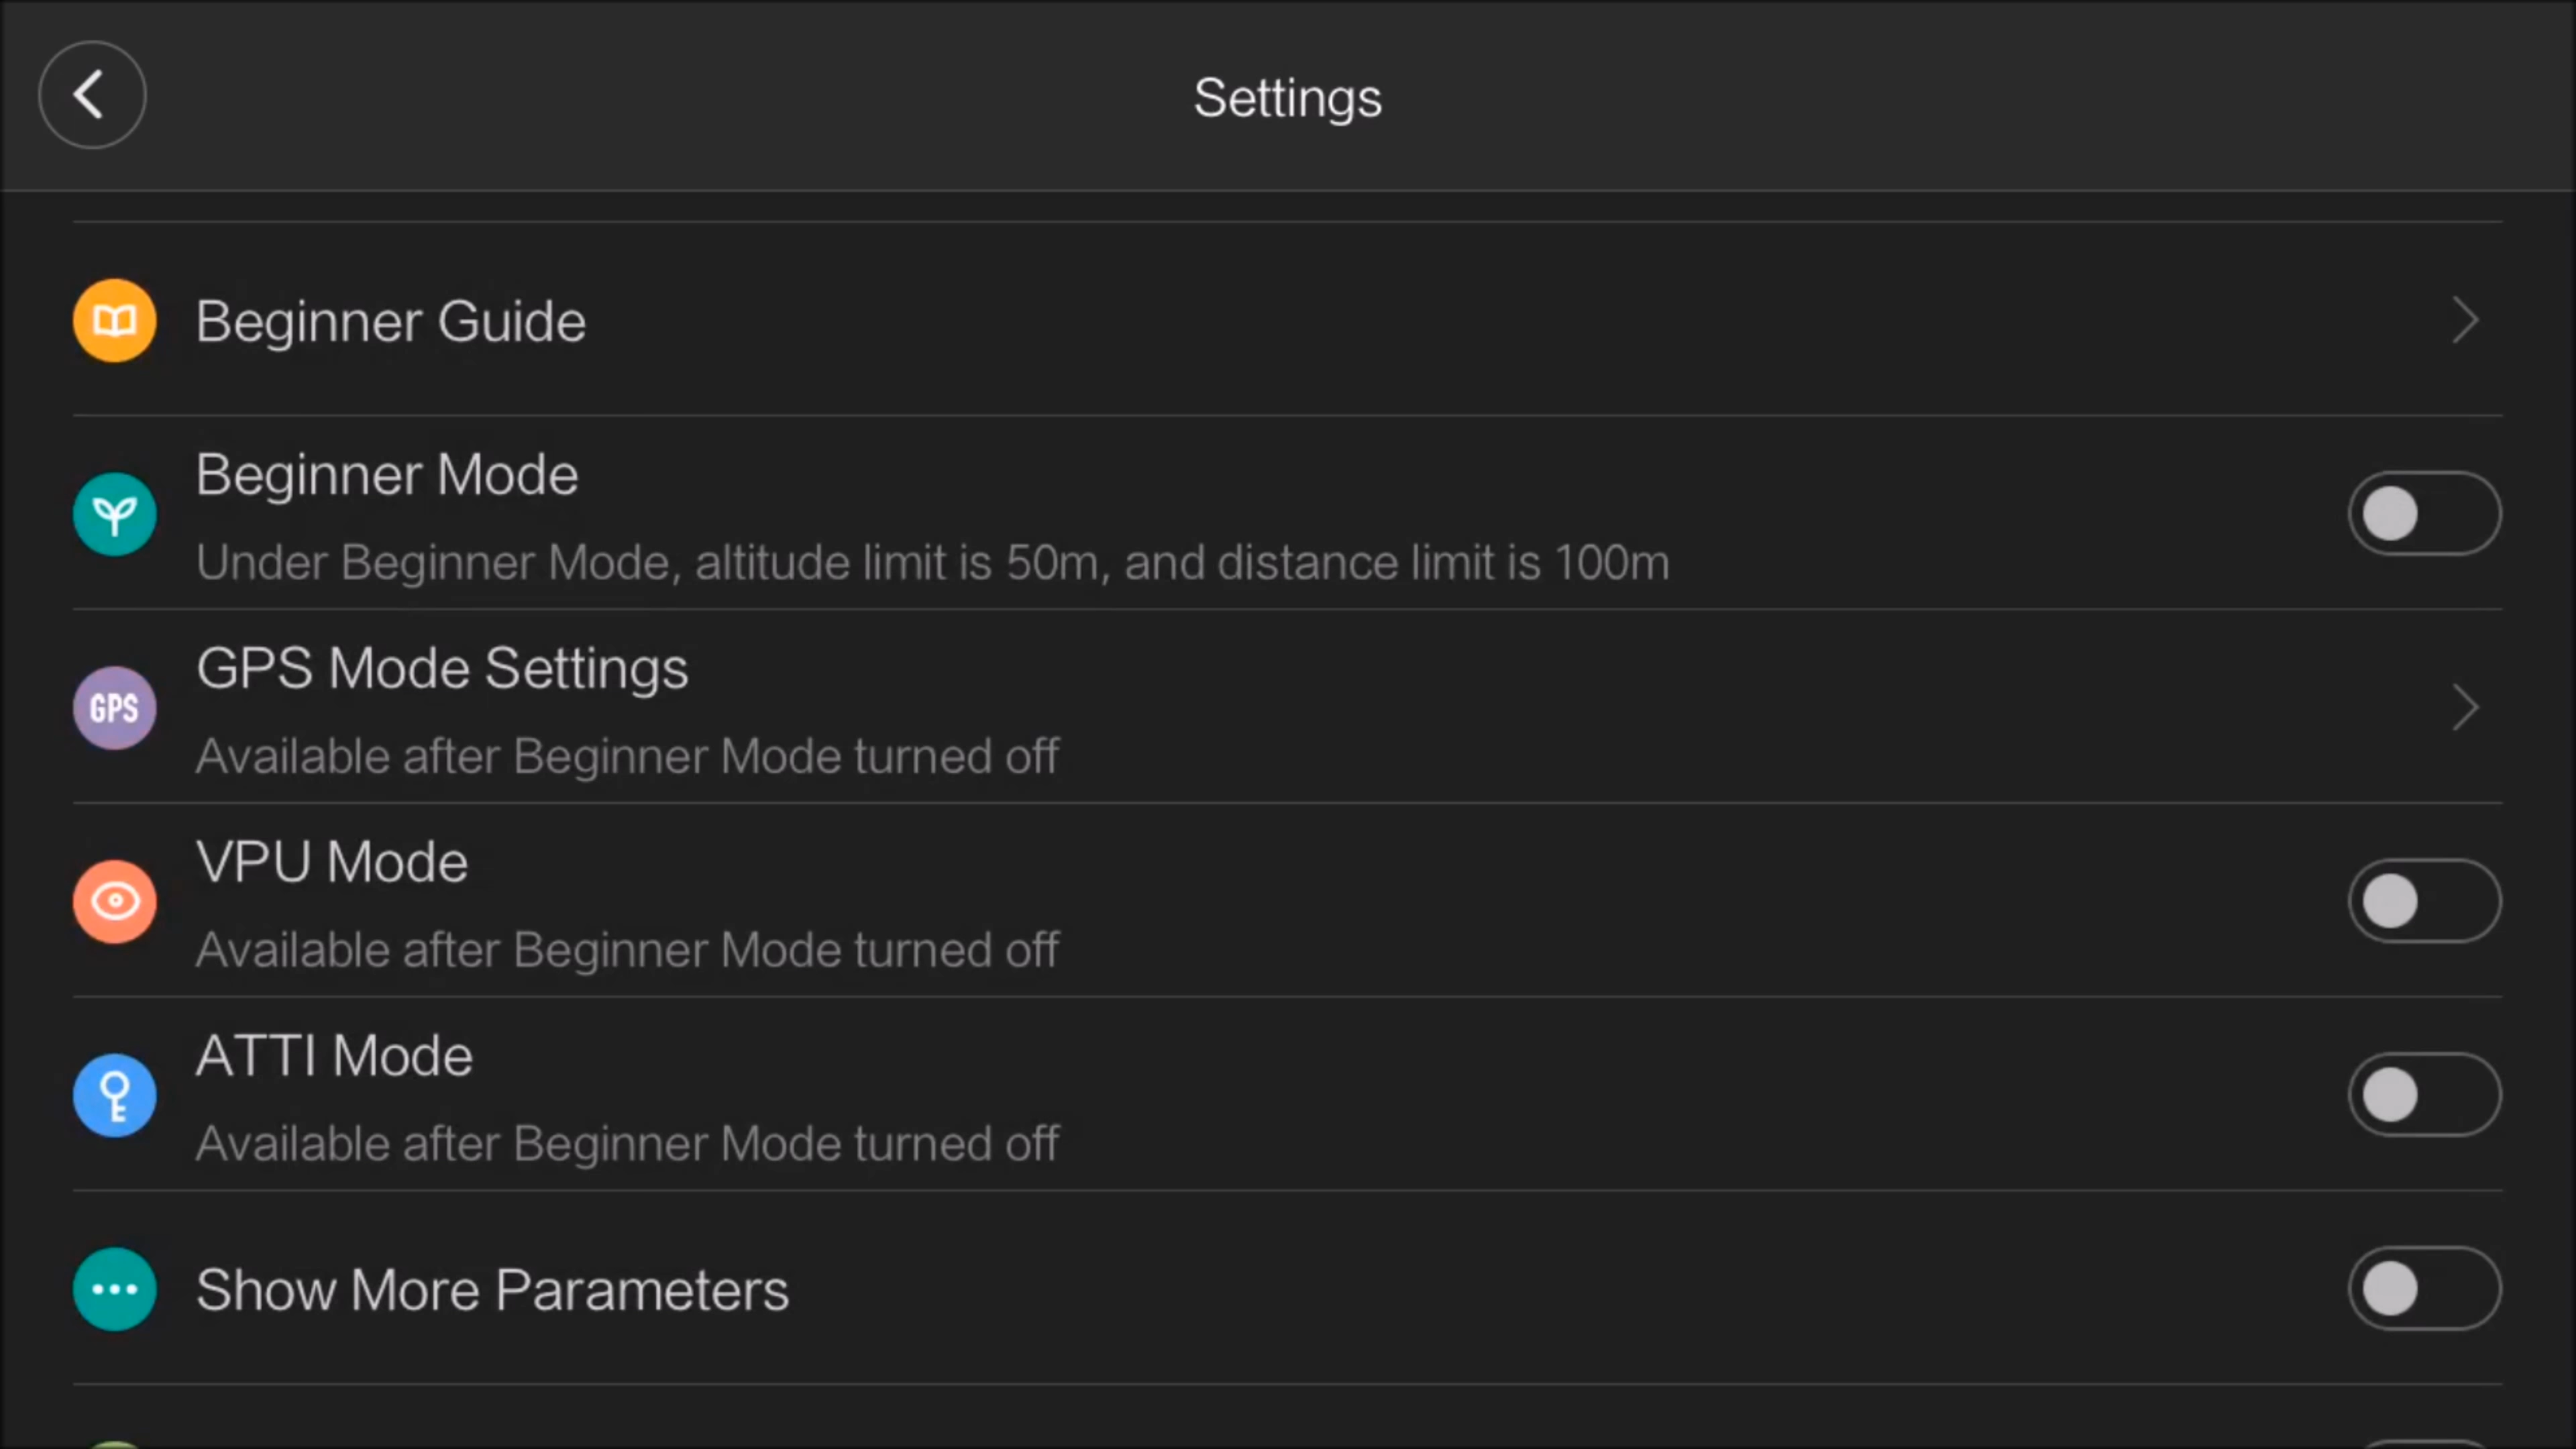 Settings
Beginner Guide
Beginner Mode
Under Beginner Mode, altitude limit is 50m, and distance limit is 100m
GPS
GPS Mode Settings
Available after Beginner Mode turned off
VPU Mode
Available after Beginner Mode turned off
ATTI Mode
Available after Beginner Mode turned off
Show More Parameters